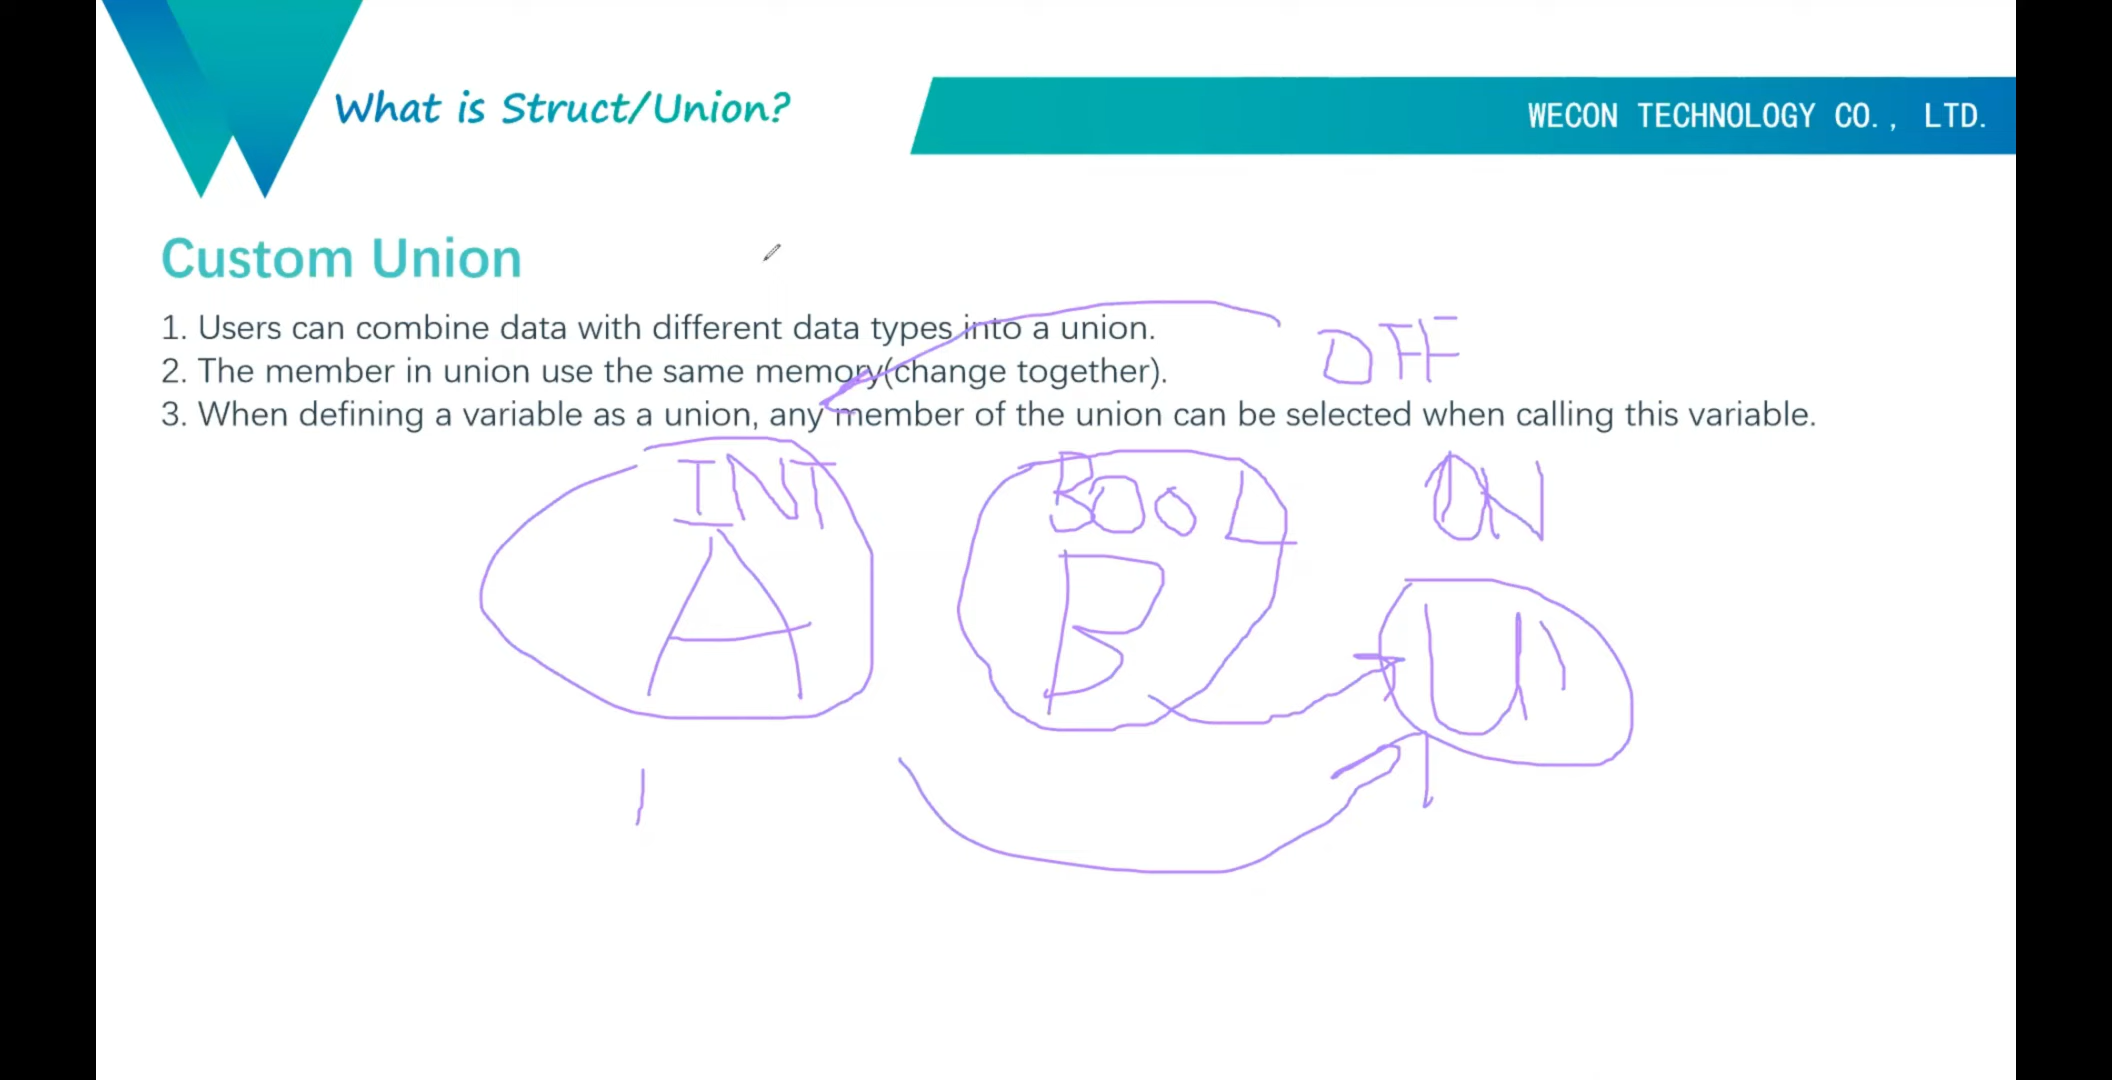 What is Struct/Union?
WECON TECHNOLOGY CO., LTD.
Custom Union
1. Users can combine data with different data types into a union.
2. The member in union use the same memory(change together).
3. When defining a variable as a union, any member of the union can be selected when calling this variable.
OFF
INT
BOOL
ON
A
B
U
1